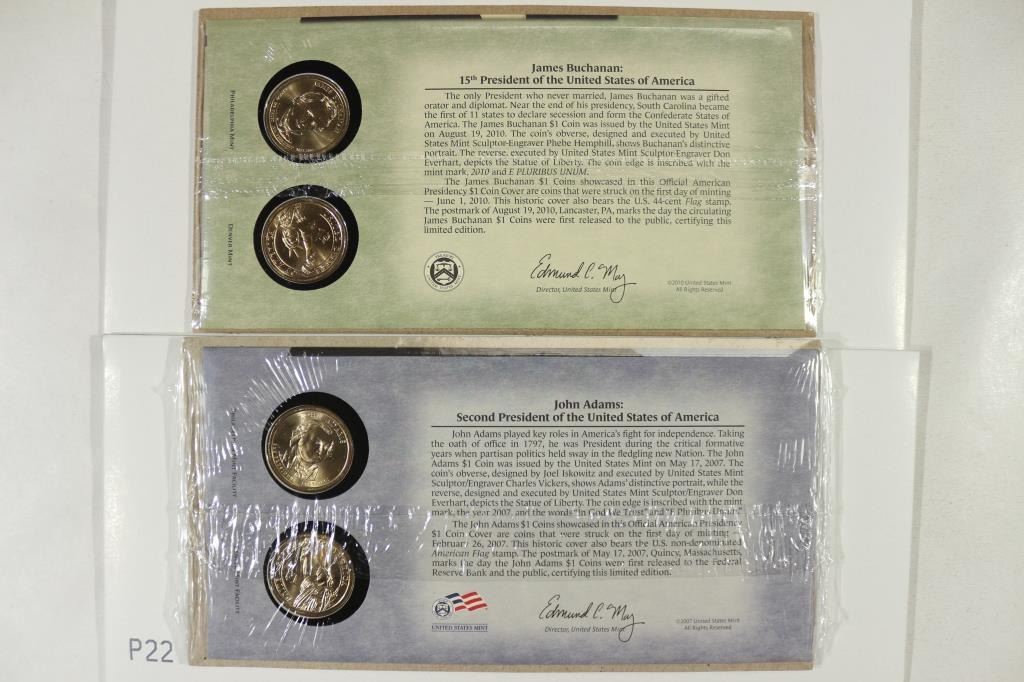 James Buchanan:
15th President of the United States of America
The only President who never married, James Buchanan was a gifted
orator and diplomat. Near the end of his presidency, South Carolina became
the first of 11 states to declare secession and form the Confederate States of
America. The James Buchanan $1 Coin was issued by the United States Mint
on August 19, 2010. The coin's obverse, designed and executed by United
States Mint Sculptor-Engraver Phebe Hemphill, shows Buchanan's distinctive
portrait. The reverse, executed by United States Mint Sculptor-Engraver Don
Everhart, depicts the Statue of Liberty. The coin edge is inscribed with the
mint mark, 2010 and E PLURIBUS UNUM.
The James Buchanan $1 Coins showcased in this Official American
Presidency $1 Coin Cover are coins that were struck on the first day of minting
— June 1, 2010. This historic cover also bears the U.S. 44-cent Flag stamp.
The postmark of August 19, 2010, Lancaster, PA, marks the day the circulating
James Buchanan $1 Coins were first released to the public, certifying this
limited edition.
PHILADELPHIA MINT
DENVER MINT
Edmund C. Moy
Director, United States Mint
©2010 United States Mint
All Rights Reserved
John Adams:
Second President of the United States of America
John Adams played key roles in America's fight for independence. Taking
the oath of office in 1797, he was President during the critical formative
years when partisan politics held sway in the fledgling new Nation. The John
Adams $1 Coin was issued by the United States Mint on May 17, 2007. The
coin's obverse, designed by Joel Iskowitz and executed by United States Mint
Sculptor/Engraver Charles Vickers, shows Adams' distinctive portrait, while the
reverse, designed and executed by United States Mint Sculptor/Engraver Don
Everhart, depicts the Statue of Liberty. The coin edge is inscribed with the mint
mark, the year 2007, and the words "In God We Trust" and "E Pluribus Unum"
The John Adams $1 Coins showcased in this Official American Presidency
$1 Coin Cover are coins that were struck on the first day of minting —
February 26, 2007. This historic cover also bears the U.S. non-denominated
American Flag stamp. The postmark of May 17, 2007, Quincy, Massachusetts,
marks the day the John Adams $1 Coins were first released to the Federal
Reserve Bank and the public, certifying this limited edition.
UNITED STATES MINT
Edmund C. Moy
Director, United States Mint
©2007 United States Mint
All Rights Reserved
P22